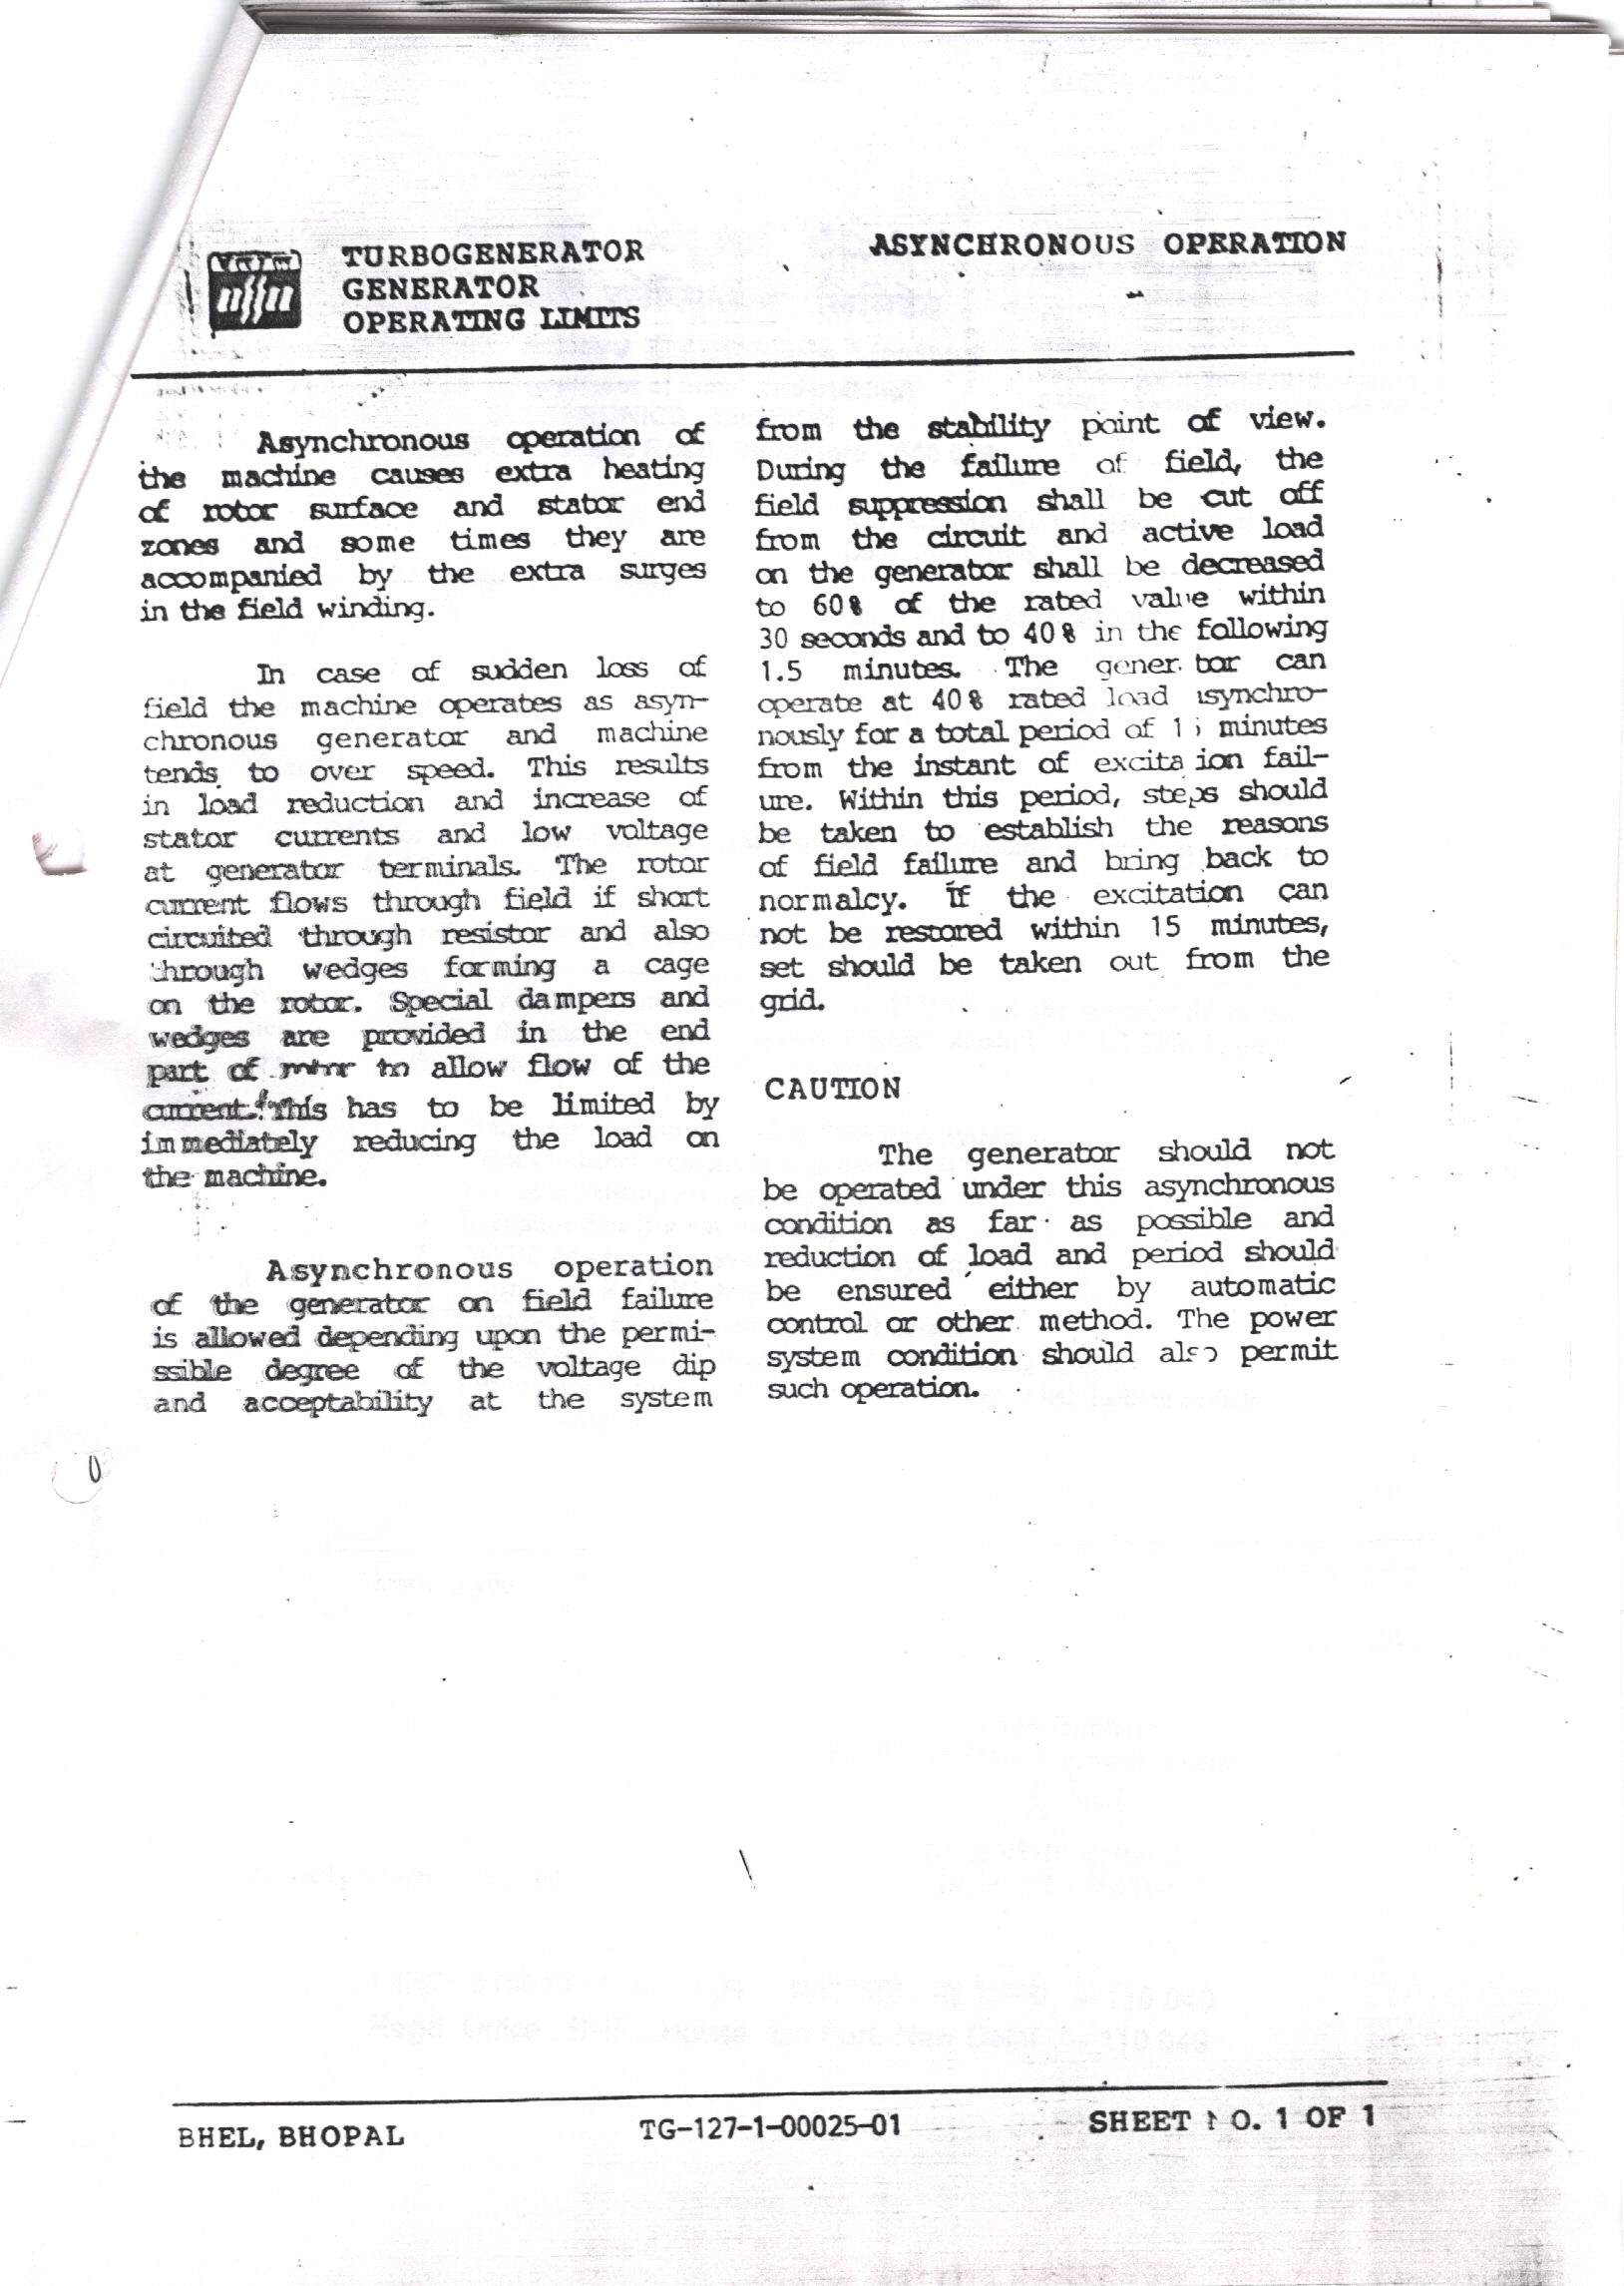 TURBOGENERATOR
GENERATOR
OPERATING LIMITS
ASYNCHRONOUS OPERATION
Asynchronous operation of
the machine causes extra heating
of rotor surface and stator end
zones and some times they are
accompanied by the extra surges
in the field winding.
In case of sudden loss of
field the machine operates as asyn-
chronous generator and machine
tends to over speed. This results
in load reduction and increase of
stator currents and low voltage
at generator terminals. The rotor
current flows through field if short
circuited through resistor and also
through wedges forming a cage
on the rotor. Special dampers and
wedges are provided in the end
part of rotor to allow flow of the
current. This has to be limited by
immediately reducing the load on
the machine.
Asynchronous operation
of the generator on field failure
is allowed depending upon the permi-
ssible degree of the voltage dip
and acceptability at the system
from the stability point of view.
During the failure of field, the
field suppression shall be cut off
from the circuit and active load
on the generator shall be decreased
to 60% of the rated value within
30 seconds and to 40% in the following
1.5 minutes. The gener tor can
operate at 40% rated load asynchro-
nously for a total period of 15 minutes
from the instant of excita ion fail-
ure. Within this period, steps should
be taken to establish the reasons
of field failure and bring back to
normalcy. If the excitation can
not be restored within 15 minutes,
set should be taken out from the
grid.
CAUTION
The generator should not
be operated under this asynchronous
condition as far as possible and
reduction of load and period should
be ensured either by automatic
control or other method. The power
system condition should also permit
such operation.
BHEL, BHOPAL
TG-127-1-00025-01
SHEET NO. 1 OF 1